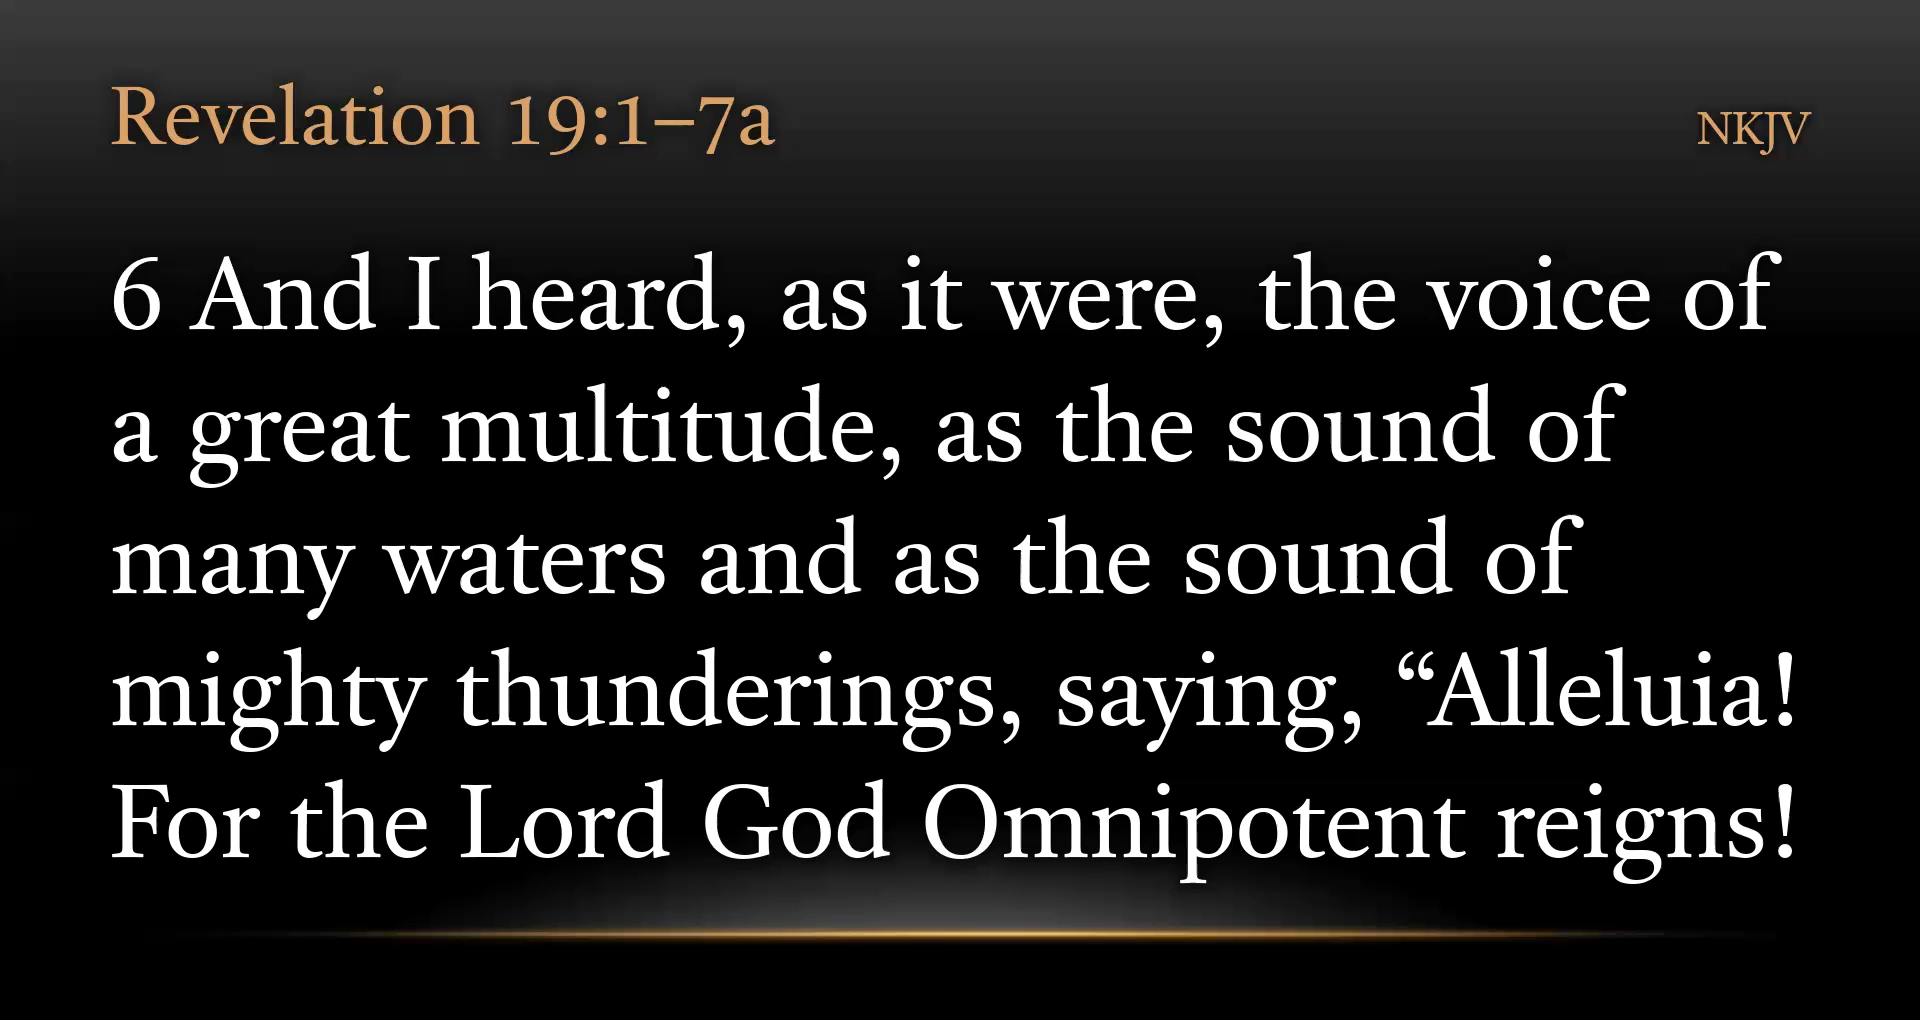 Revelation 19:1–7a
NKJV
6 And I heard, as it were, the voice of
a great multitude, as the sound of
many waters and as the sound of
mighty thunderings, saying, “Alleluia!
For the Lord God Omnipotent reigns!